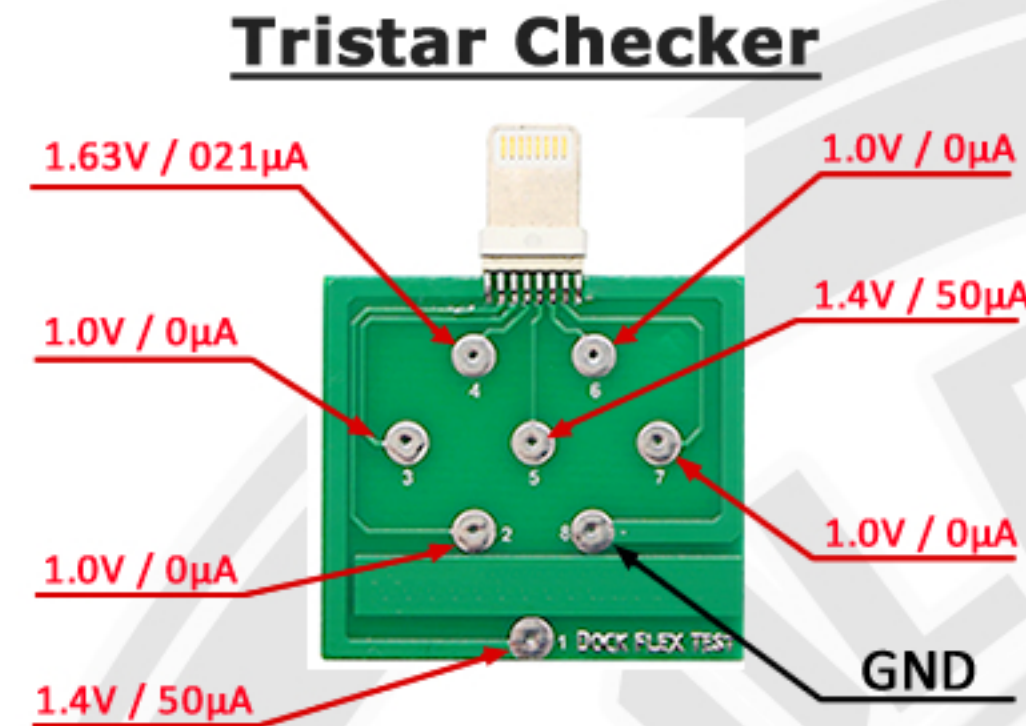 Tristar Checker
1.63V / 021µA
1.0V / 0µA
1.4V / 50µA
1.0V / 0µA
4
6
3
5
7
2
8
1.0V / 0µA
1.0V / 0µA
1 DOCK FLEX TEST
GND
1.4V / 50µA